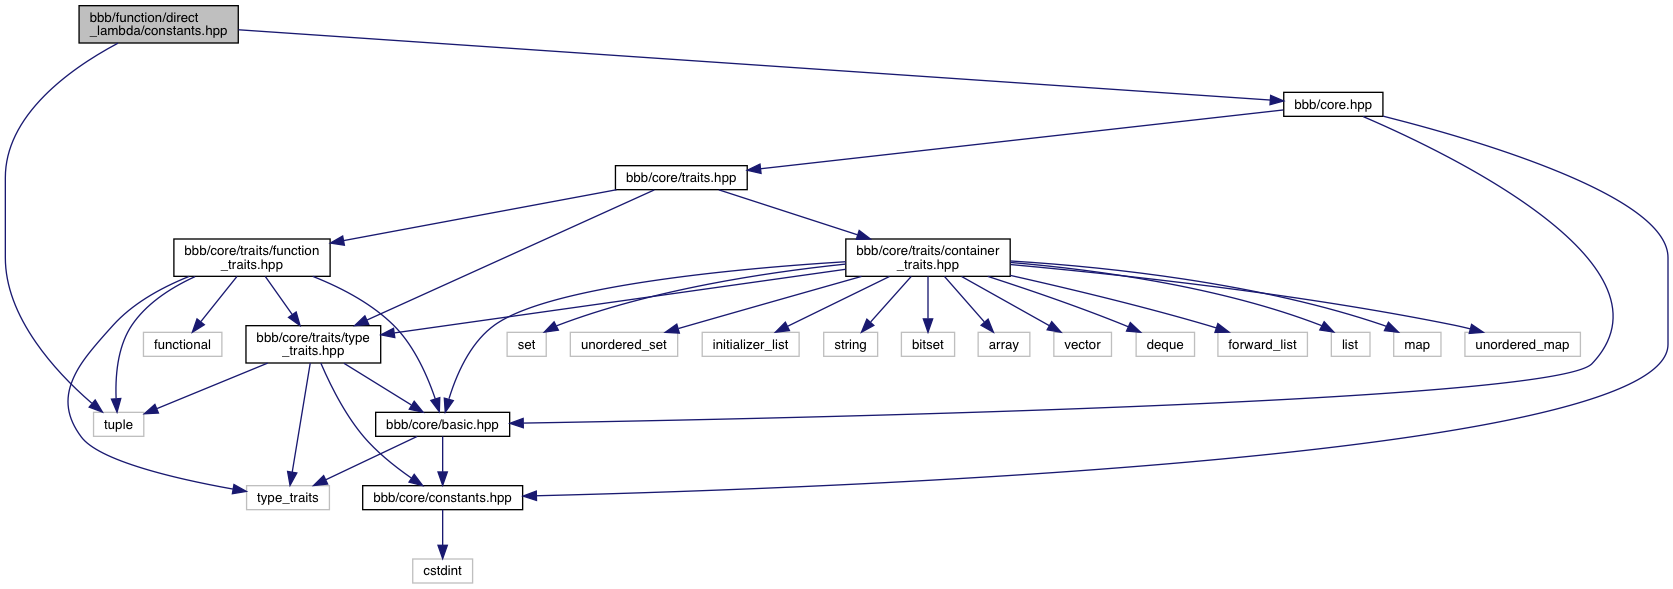 bbb/function/direct
_lambda/constants.hpp
bbb/core.hpp
bbb/core/traits.hpp
bbb/core/traits/function
_traits.hpp
bbb/core/traits/container
_traits.hpp
functional
bbb/core/traits/type
_traits.hpp
set
unordered_set
initializer_list
string
bitset
array
vector
deque
forward_list
list
map
unordered_map
tuple
bbb/core/basic.hpp
type_traits
bbb/core/constants.hpp
cstdint